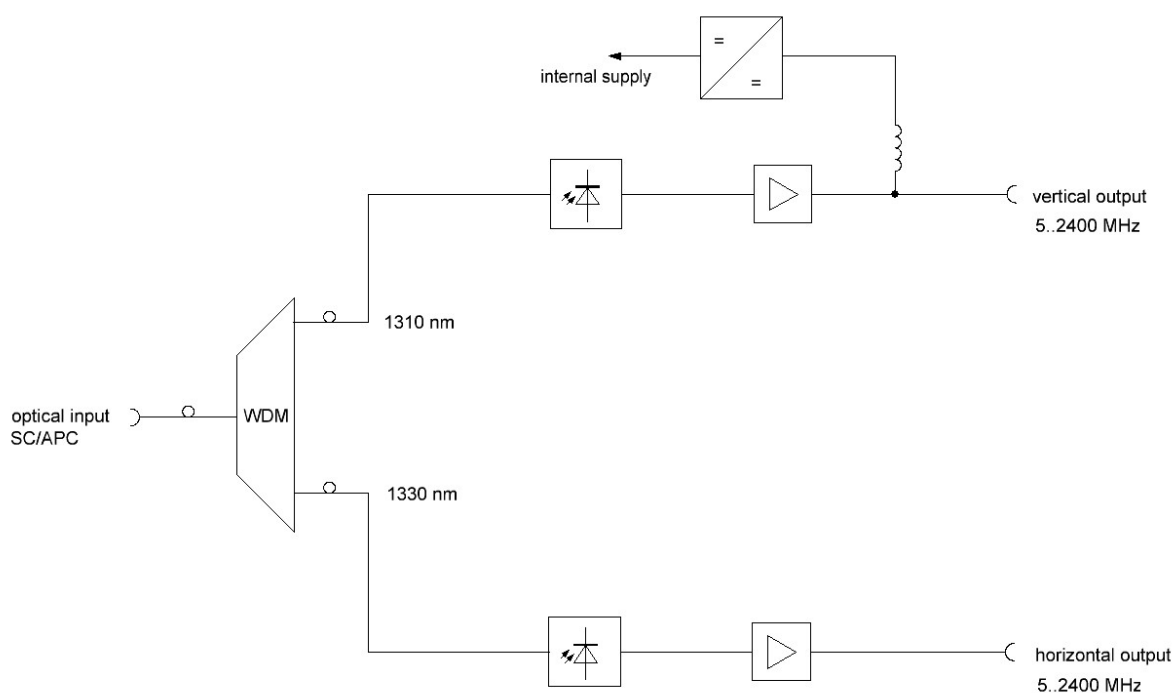 =
=
internal supply
vertical output
5..2400 MHz
1310 nm
optical input
SC/APC
WDM
1330 nm
horizontal output
5..2400 MHz